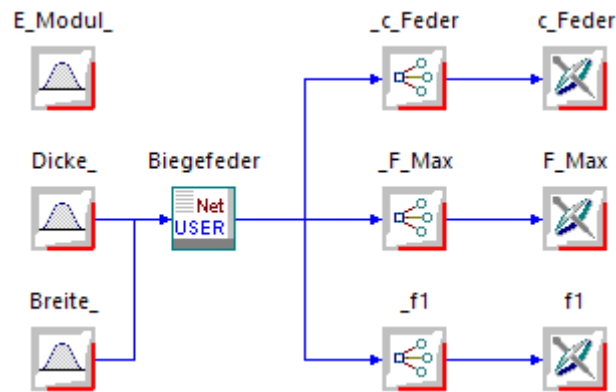 E_Modul_
_c_Feder
c_Feder
Dicke_
Biegefeder
_F_Max
F_Max
Net
USER
Breite_
_f1
f1